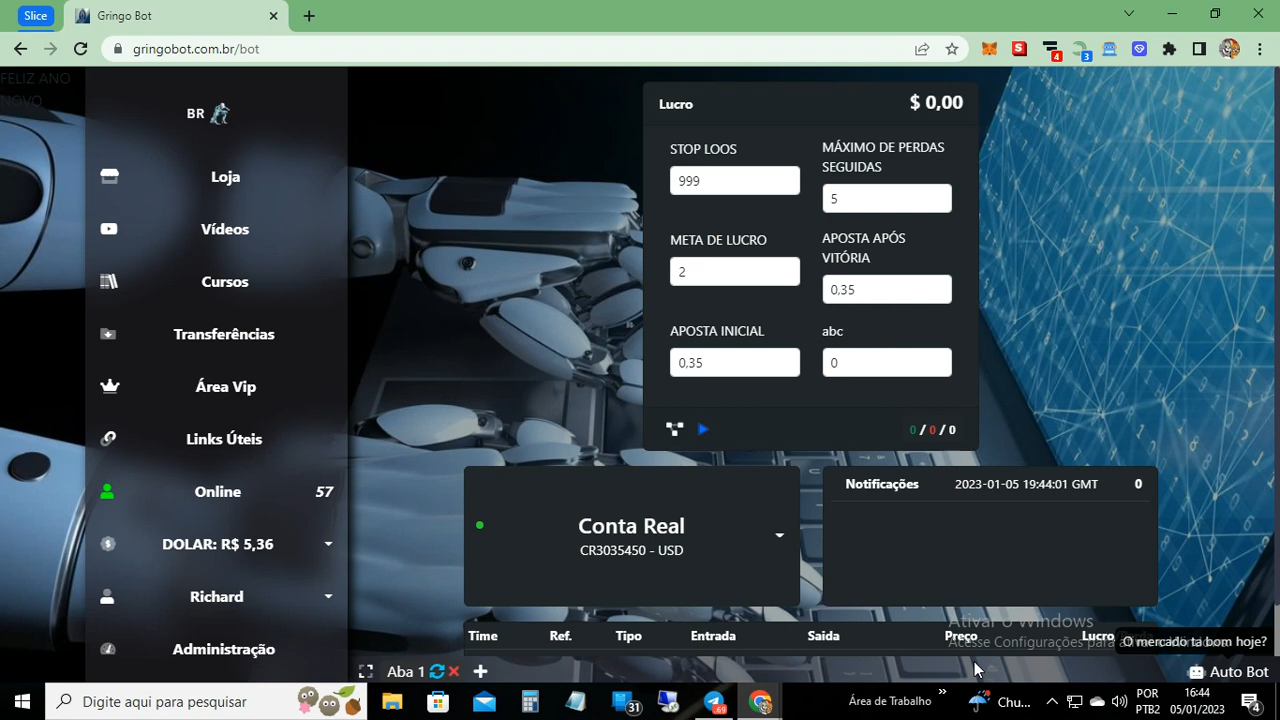 Slice
Gringo Bot
gringobot.com.br/bot
4
3
FELIZ ANO
NOVO
BR
Loja
Vídeos
Cursos
Transferências
Área Vip
Links Úteis
Online 57
DOLAR: R$ 5,36
Richard
Administração
Lucro $ 0,00
STOP LOOS
999
MÁXIMO DE PERDAS
SEGUIDAS
5
META DE LUCRO
2
APOSTA APÓS
VITÓRIA
0,35
APOSTA INICIAL
0,35
abc
0
0 / 0 / 0
Conta Real
CR3035450 - USD
Notificações 2023-01-05 19:44:01 GMT 0
Time Ref. Tipo Entrada Saida Preço Lucro
Ativar o Windows
Acesse Configurações para
O mercado ta bom hoje?
Aba 1
Auto Bot
Digite aqui para pesquisar
31
69
Área de Trabalho
Chu...
POR
PTB2
16:44
05/01/2023
4